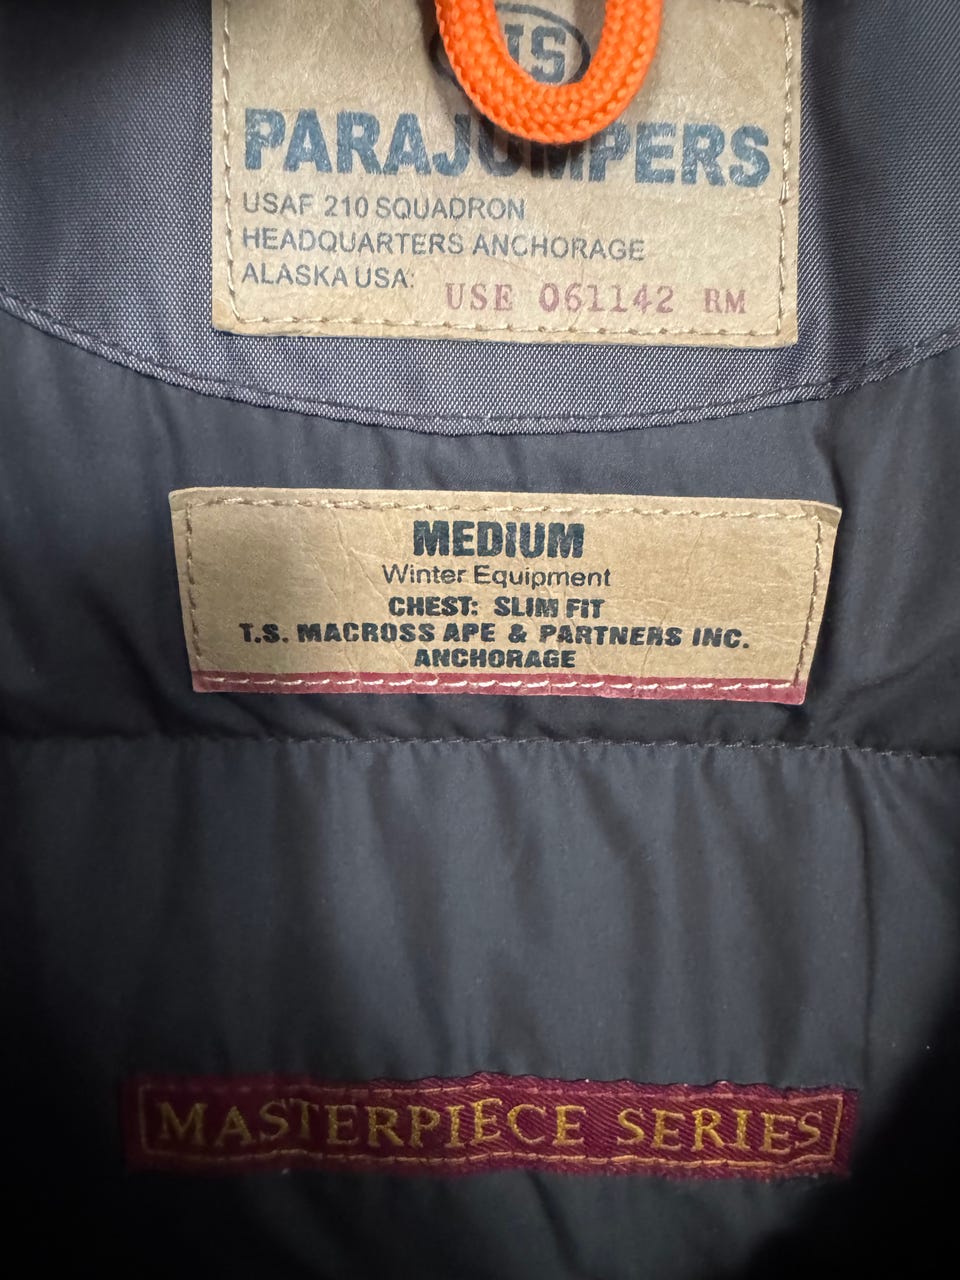 PARAJUMPERS
USAF 210 SQUADRON
HEADQUARTERS ANCHORAGE
ALASKA USA:
USE 061142 RM
MEDIUM
Winter Equipment
CHEST: SLIM FIT
T.S. MACROSS APE & PARTNERS INC.
ANCHORAGE
MASTERPIECE SERIES